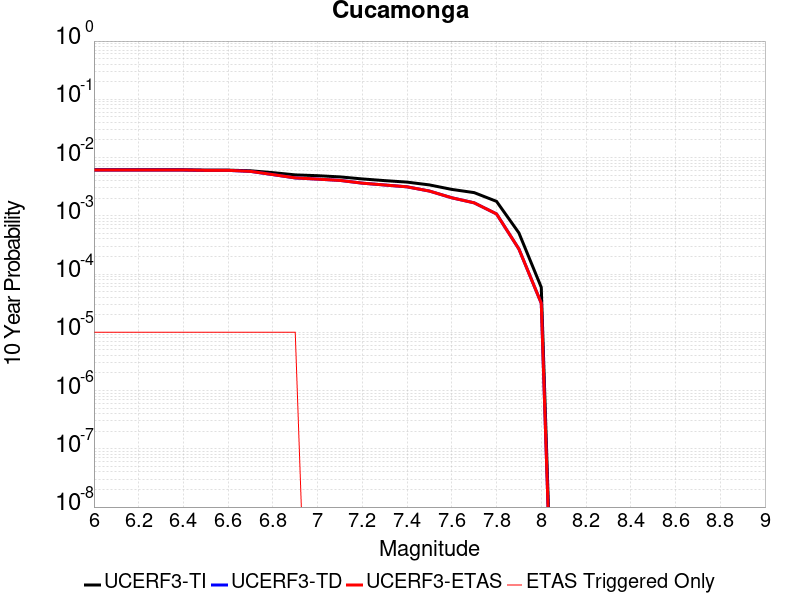 Cucamonga
10^0
10^-1
10^-2
10^-3
10^-4
10^-5
10^-6
10^-7
10^-8
10 Year Probability
6 6.2 6.4 6.6 6.8 7 7.2 7.4 7.6 7.8 8 8.2 8.4 8.6 8.8 9
Magnitude
UCERF3-TI UCERF3-TD UCERF3-ETAS ETAS Triggered Only